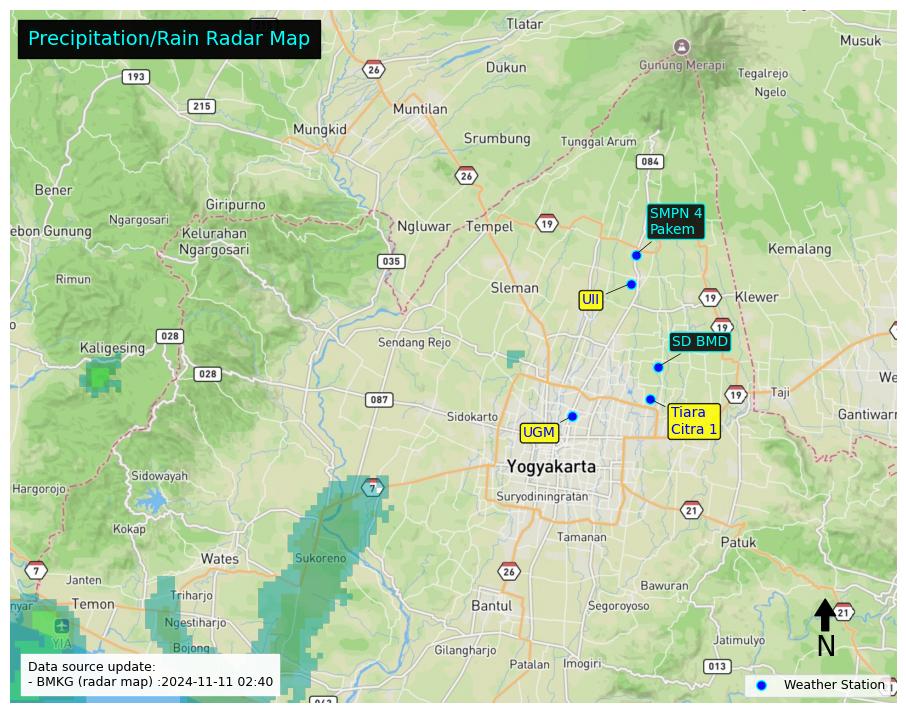 Precipitation/Rain Radar Map
Tlatar
Musuk
26
Gunung Merapi
193
Dukun
Tegalrejo
Ngelo
215
Muntilan
Mungkid
Srumbung
Tunggal Arum
084
26
Bener
Giripurno
SMPN 4
Pakem
Ngargosari
19
ebon Gunung
Kelurahan
Ngargosari
Ngluwar
Tempel
Kemalang
035
Rimun
Sleman
UII
19
Klewer
19
028
Sendang Rejo
SD BMD
Kaligesing
028
We
087
19
Taji
Sidokarto
Tiara
Citra 1
Gantiwarn
UGM
Yogyakarta
Sidowayah
Hargorojo
7
Suryodiningratan
21
Kokap
Tamanan
Patuk
Sukoreno
Wates
7
Janten
26
Bawuran
Triharjo
nyar
Temon
Bantul
Segoroyoso
21
Ngestiharjo
YIA
Jatimulyo
N
Bojong
Gilangharjo
Patalan
Imogiri
013
Data source update:
- BMKG (radar map) :2024-11-11 02:40
Weather Station